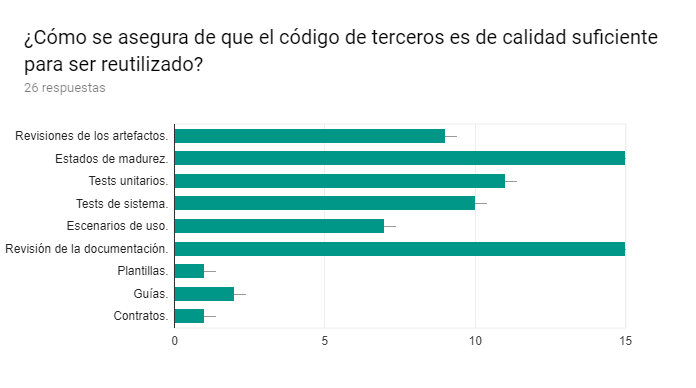 ¿Cómo se asegura de que el código de terceros es de calidad suficiente
para ser reutilizado?
26 respuestas
Revisiones de los artefactos.
Estados de madurez.
Tests unitarios.
Tests de sistema.
Escenarios de uso.
Revisión de la documentación.
Plantillas.
Guías.
Contratos.
0 5 10 15